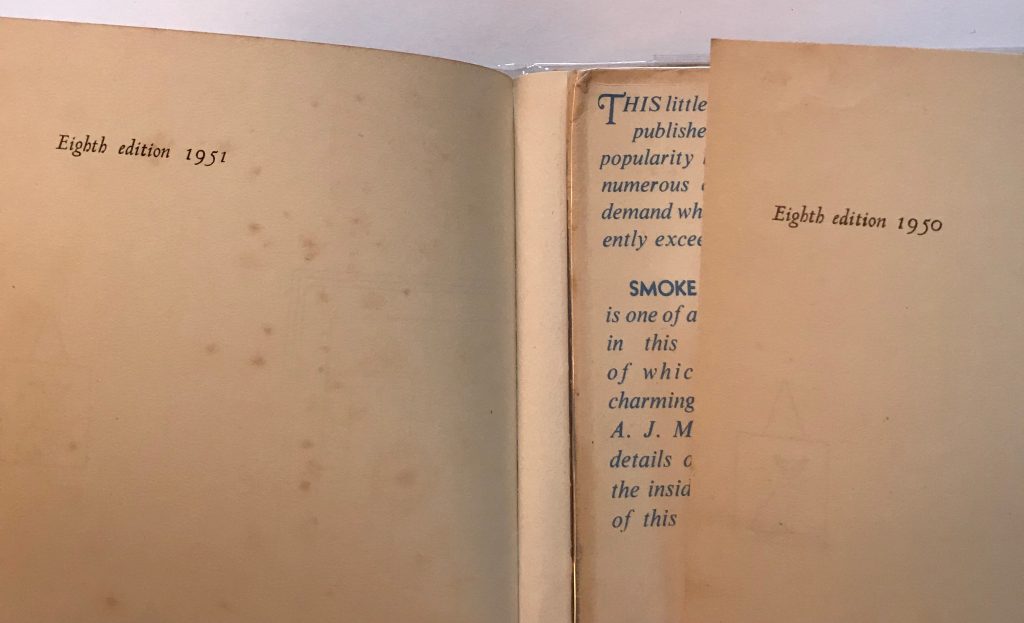 Eighth edition 1951
THIS little
publishe
popularity
numerous
demand wh
ently excee
SMOKE
is one of a
in this
of whic
charming
A. J. M
details o
the insid
of this
Eighth edition 1950